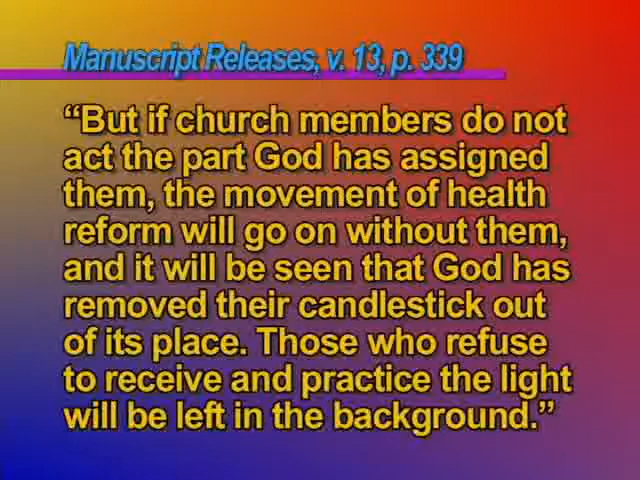 Manuscript Releases, v. 13, p. 339
“But if church members do not
act the part God has assigned
them, the movement of health
reform will go on without them,
and it will be seen that God has
removed their candlestick out
of its place. Those who refuse
to receive and practice the light
will be left in the background.”